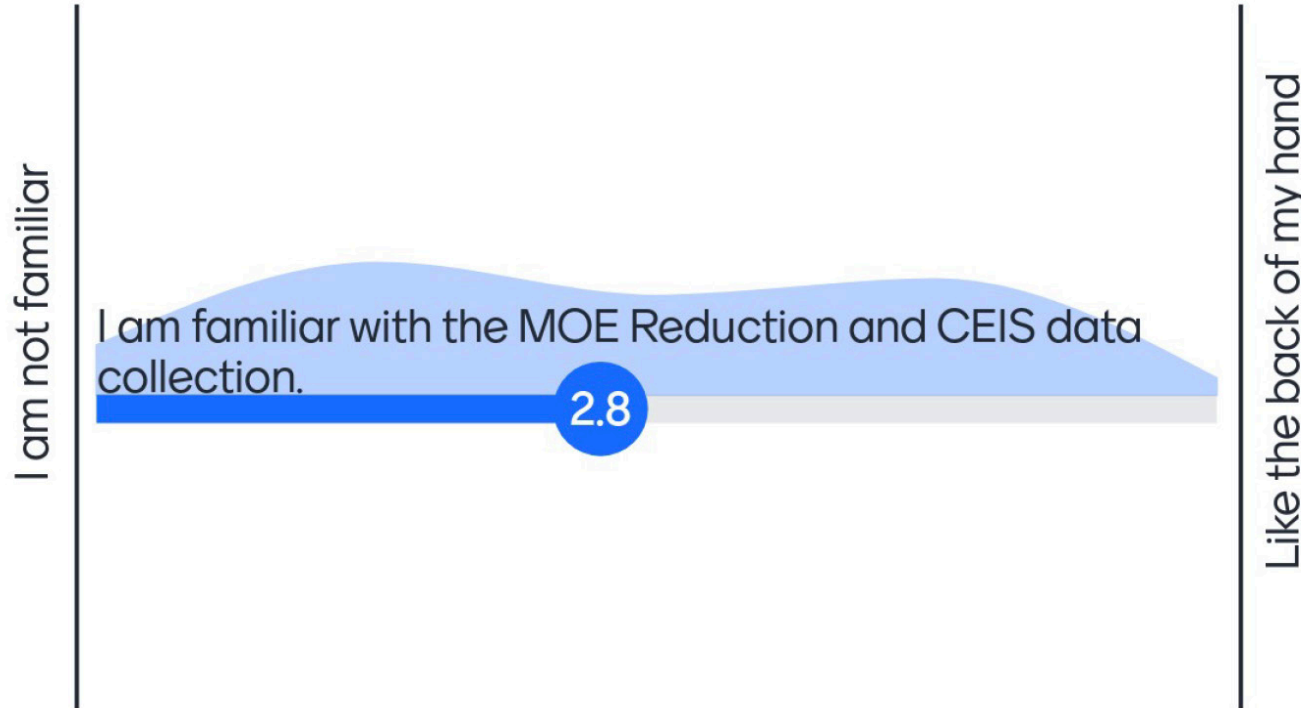 I am not familiar
I am familiar with the MOE Reduction and CEIS data
collection.
2.8
Like the back of my hand